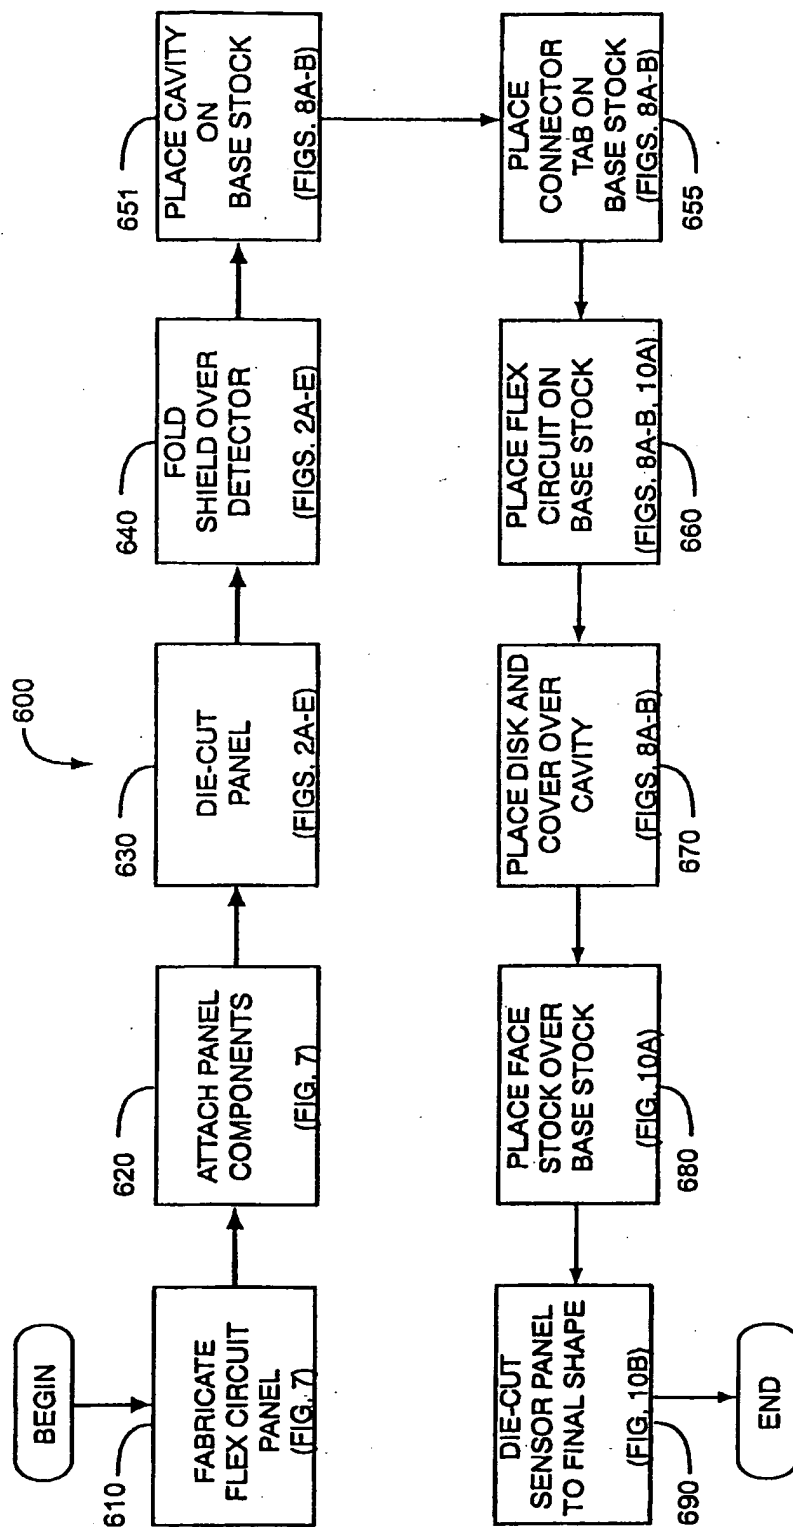 600
BEGIN
610
FABRICATE
FLEX CIRCUIT
PANEL
(FIG. 7)
620
ATTACH PANEL
COMPONENTS
(FIG. 7)
630
DIE-CUT
PANEL
(FIGS. 2A-E)
640
FOLD
SHIELD OVER
DETECTOR
(FIGS. 2A-E)
651
PLACE CAVITY
ON
BASE STOCK
(FIGS. 8A-B)
PLACE
CONNECTOR
TAB ON
BASE STOCK
(FIGS. 8A-B)
655
PLACE FLEX
CIRCUIT ON
BASE STOCK
(FIGS. 8A-B, 10A)
660
PLACE DISK AND
COVER OVER
CAVITY
(FIGS. 8A-B)
670
PLACE FACE
STOCK OVER
BASE STOCK
(FIG. 10A)
680
DIE-CUT
SENSOR PANEL
TO FINAL SHAPE
(FIG. 10B)
690
END